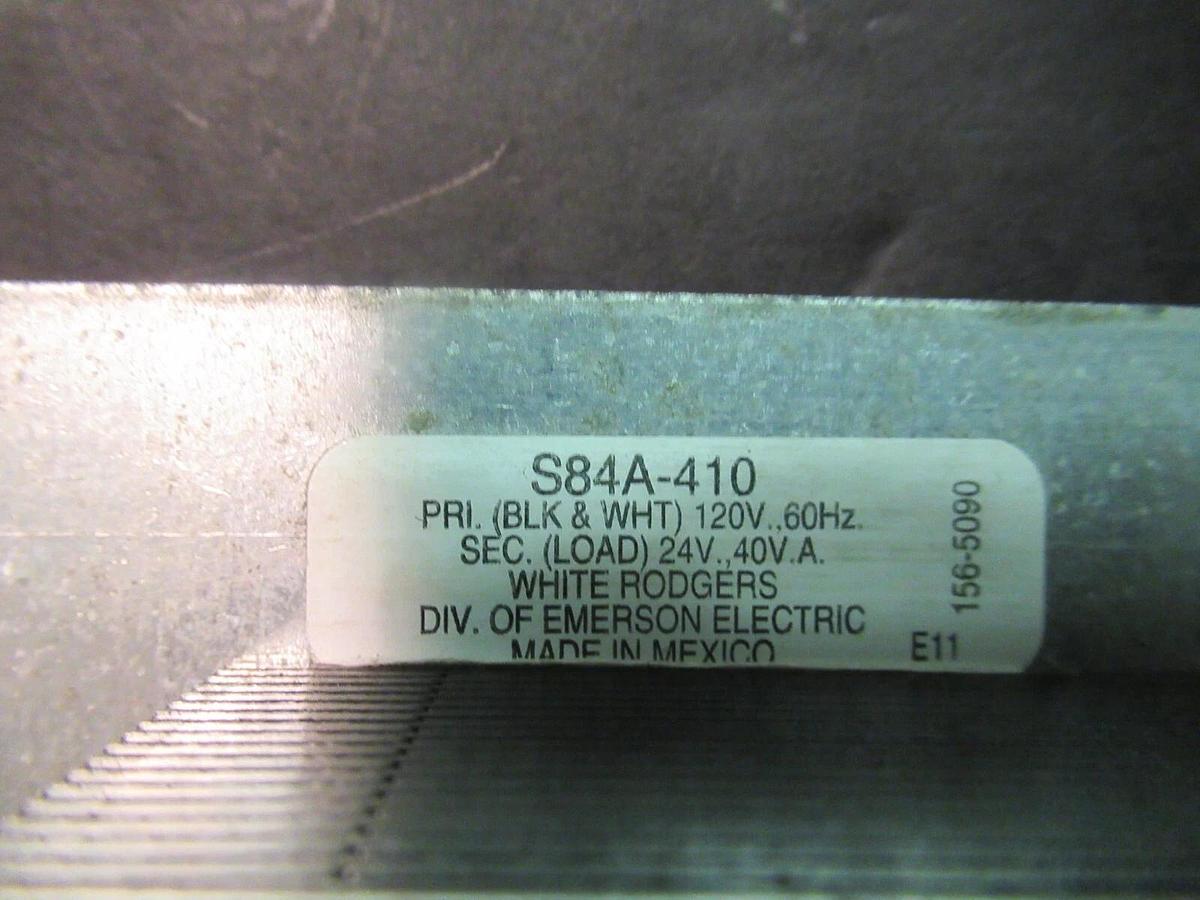 S84A-410
PRI. (BLK & WHT) 120V.,60Hz.
SEC. (LOAD) 24V.,40V.A.
WHITE RODGERS
DIV. OF EMERSON ELECTRIC
MADE IN MEXICO
E11
156-5090